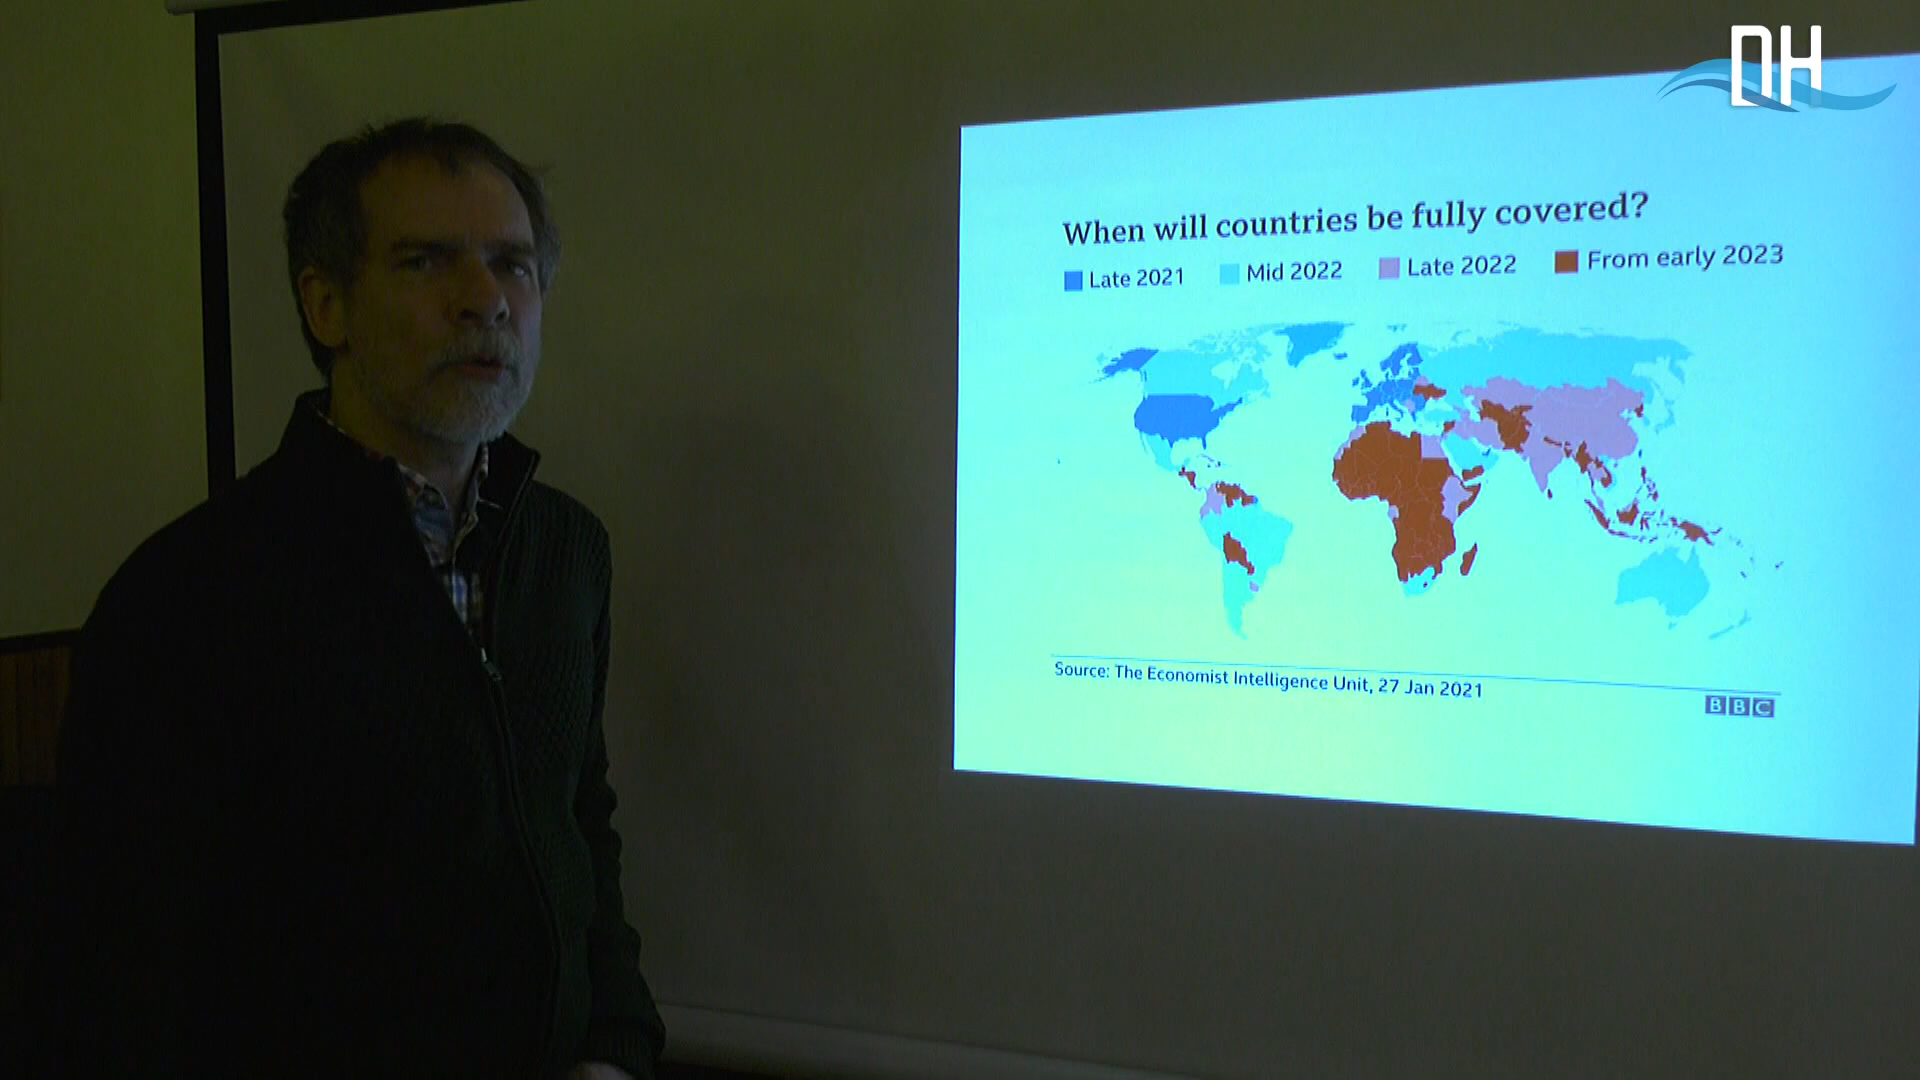 DH
When will countries be fully covered?
Late 2021 Mid 2022 Late 2022 From early 2023
Source: The Economist Intelligence Unit, 27 Jan 2021
BBC